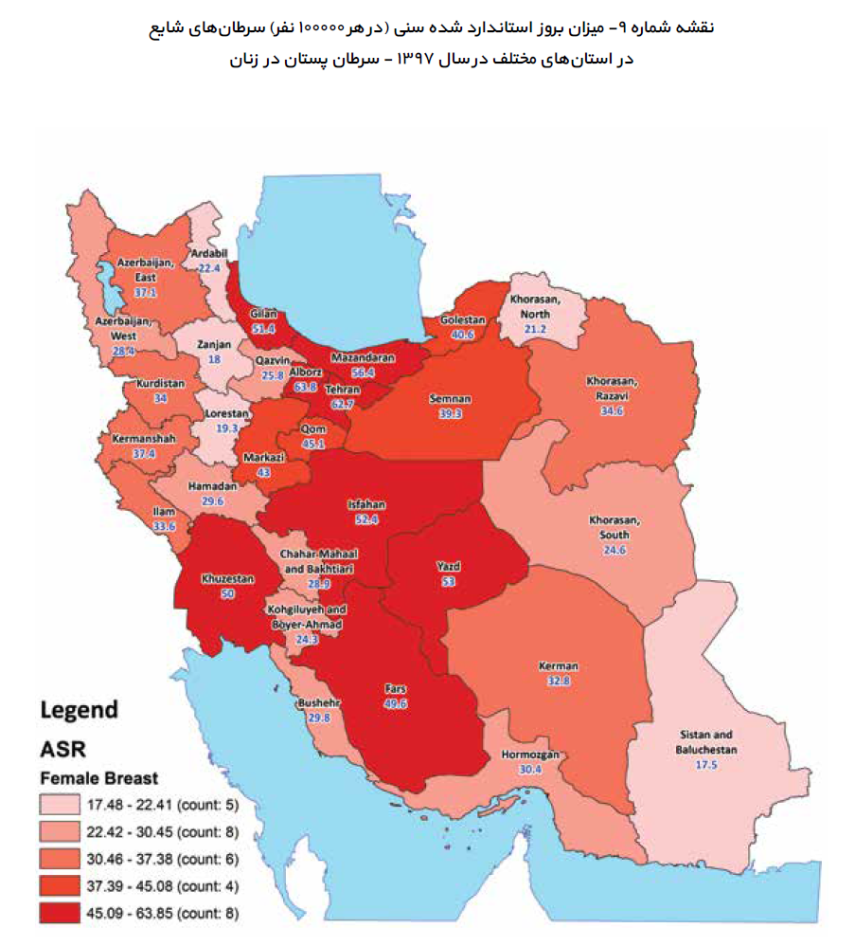 نقشه شماره ۹- میزان بروز استاندارد شده سنی (در هر ۱۰۰۰۰۰ نفر) سرطان‌های شایع
در استان‌های مختلف در سال ۱۳۹۷ - سرطان پستان در زنان
Ardabil
22.4
Azerbaijan,
East
37.1
Khorasan,
North
21.2
Gilan
51.4
Golestan
40.6
Azerbaijan,
West
28.4
Zanjan
18
Qazvin
25.8
Mazandaran
56.4
Alborz
63.8
Tehran
62.7
Kurdistan
34
Semnan
39.3
Khorasan,
Razavi
34.6
Lorestan
19.3
Qom
45.1
Kermanshah
37.4
Markazi
43
Hamadan
29.6
Isfahan
52.4
Ilam
33.6
Khorasan,
South
24.6
Chahar Mahaal
and Bakhtiari
28.9
Yazd
53
Khuzestan
50
Kohgiluyeh and
Boyer-Ahmad
24.3
Kerman
32.8
Fars
49.6
Bushehr
29.8
Sistan and
Baluchestan
17.5
Hormozgan
30.4
Legend
ASR
Female Breast
17.48 - 22.41 (count: 5)
22.42 - 30.45 (count: 8)
30.46 - 37.38 (count: 6)
37.39 - 45.08 (count: 4)
45.09 - 63.85 (count: 8)